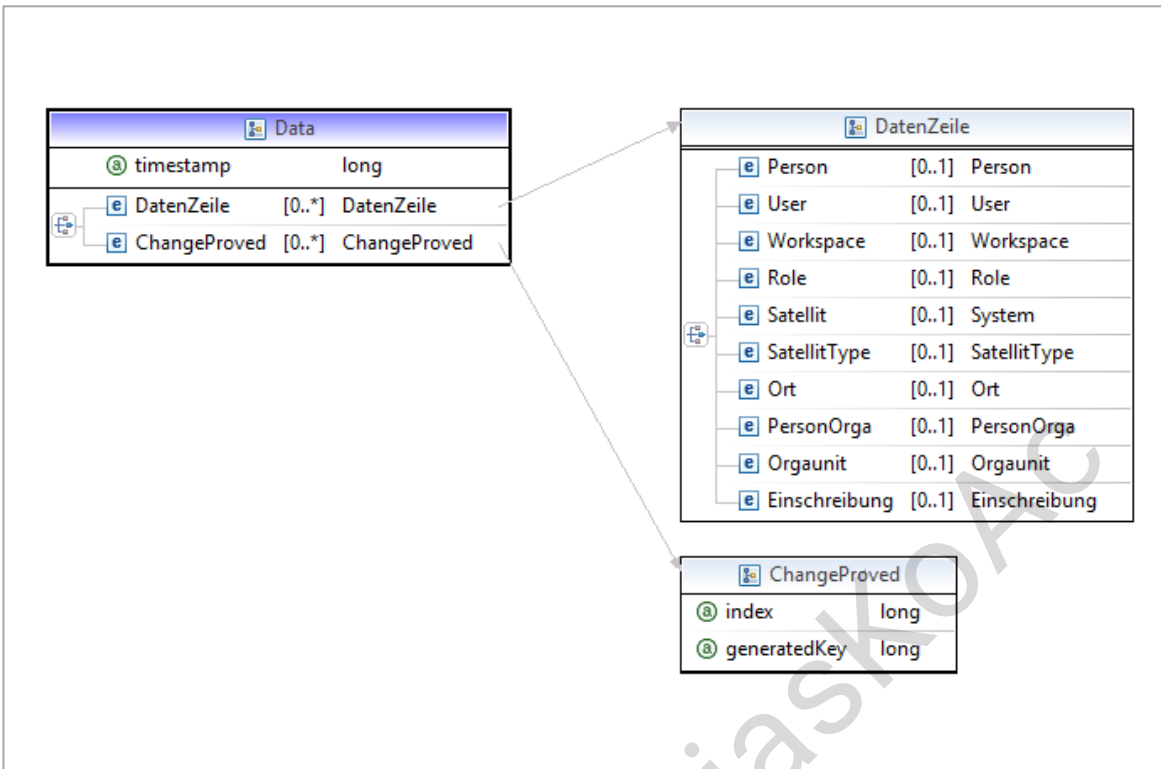 Data
timestamp long
DatenZeile [0..*] DatenZeile
ChangeProved [0..*] ChangeProved
DatenZeile
Person [0..1] Person
User [0..1] User
Workspace [0..1] Workspace
Role [0..1] Role
Satellit [0..1] System
SatellitType [0..1] SatellitType
Ort [0..1] Ort
PersonOrga [0..1] PersonOrga
Orgaunit [0..1] Orgaunit
Einschreibung [0..1] Einschreibung
ChangeProved
index long
generatedKey long
iaskoAc